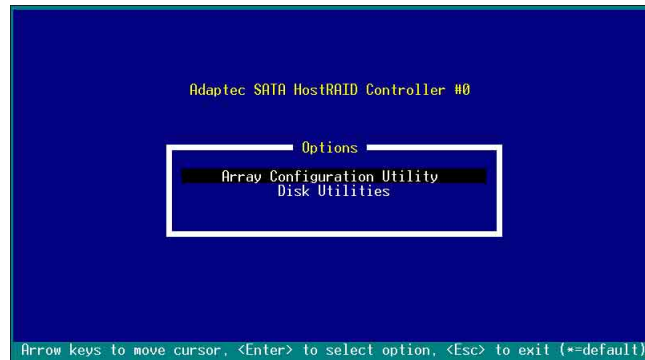 Adaptec SATA HostRAID Controller #0
Options
Array Configuration Utility
Disk Utilities
Arrow keys to move cursor, <Enter> to select option, <Esc> to exit (*=default)